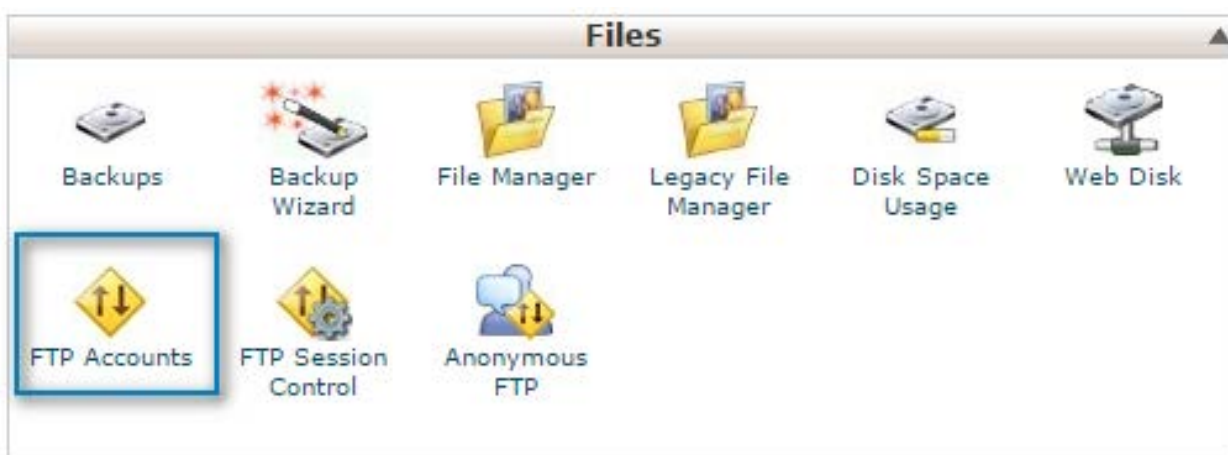 Files
Backups
Backup
Wizard
File Manager
Legacy File
Manager
Disk Space
Usage
Web Disk
FTP Accounts
FTP Session
Control
Anonymous
FTP